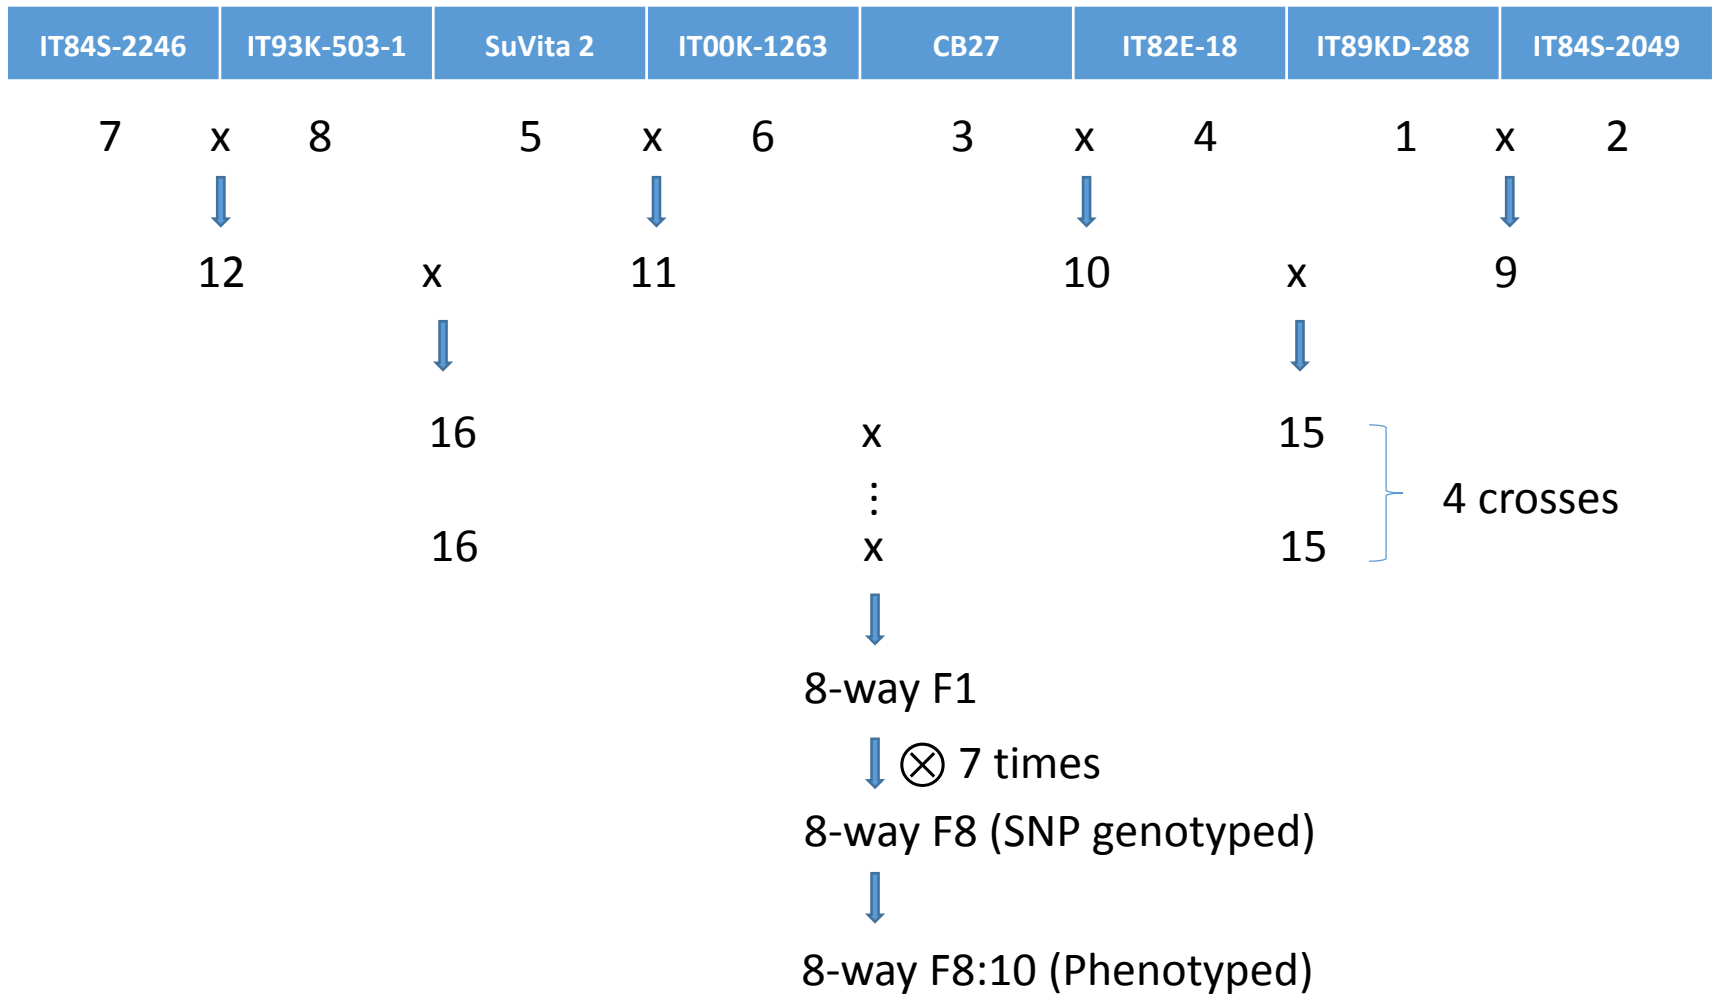 IT84S-2246 IT93K-503-1 SuVita 2 IT00K-1263 CB27 IT82E-18 IT89KD-288 IT84S-2049
7 x 8 5 x 6 3 x 4 1 x 2
12 x 11 10 x 9
16 x 15
⋮
4 crosses
16 x 15
8-way F1
⊗ 7 times
8-way F8 (SNP genotyped)
8-way F8:10 (Phenotyped)